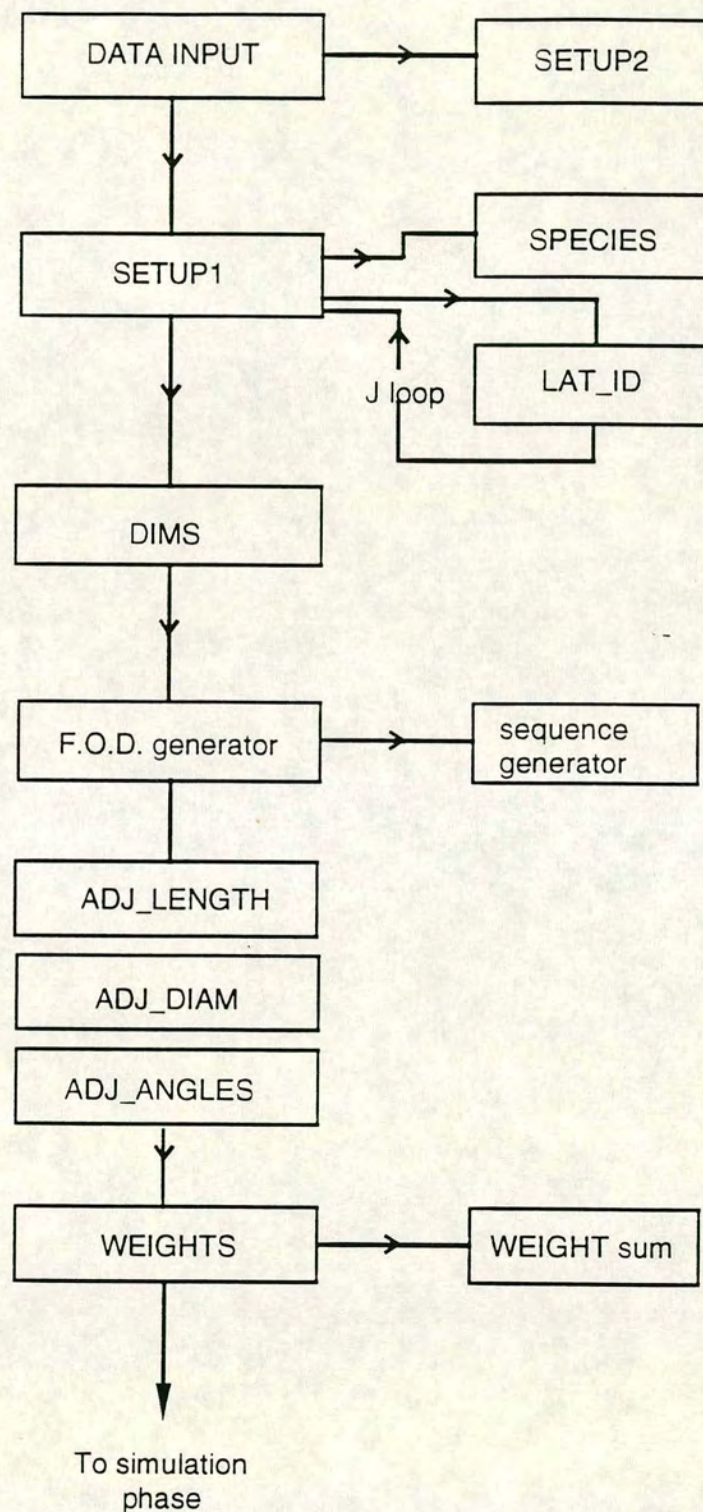 DATA INPUT
SETUP2
SPECIES
SETUP1
J loop
LAT_ID
DIMS
F.O.D. generator
sequence
generator
ADJ_LENGTH
ADJ_DIAM
ADJ_ANGLES
WEIGHTS
WEIGHT sum
To simulation
phase